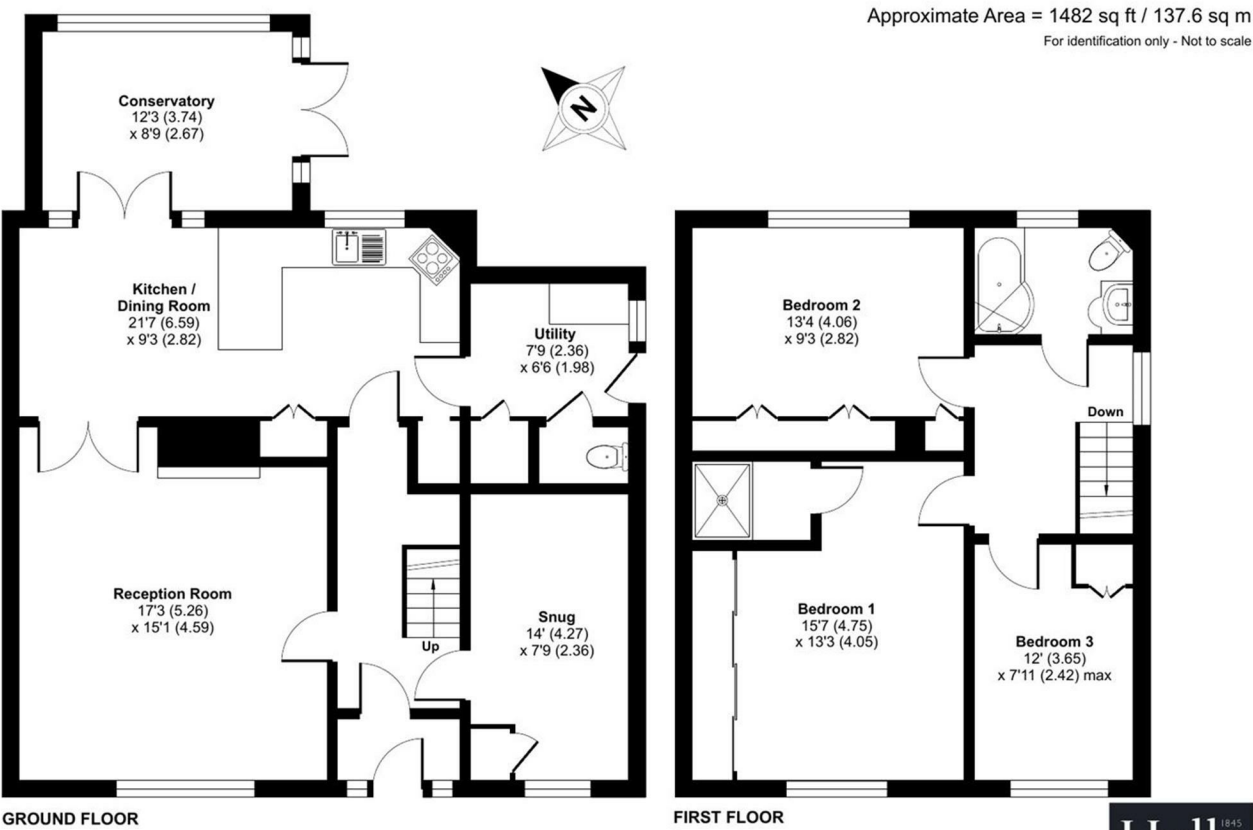 Approximate Area = 1482 sq ft / 137.6 sq m
For identification only - Not to scale
Conservatory
12'3 (3.74)
x 8'9 (2.67)
N
Kitchen /
Dining Room
21'7 (6.59)
x 9'3 (2.82)
Utility
7'9 (2.36)
x 6'6 (1.98)
Reception Room
17'3 (5.26)
x 15'1 (4.59)
Up
Snug
14' (4.27)
x 7'9 (2.36)
GROUND FLOOR
Bedroom 2
13'4 (4.06)
x 9'3 (2.82)
Down
Bedroom 1
15'7 (4.75)
x 13'3 (4.05)
Bedroom 3
12' (3.65)
x 7'11 (2.42) max
FIRST FLOOR
1845